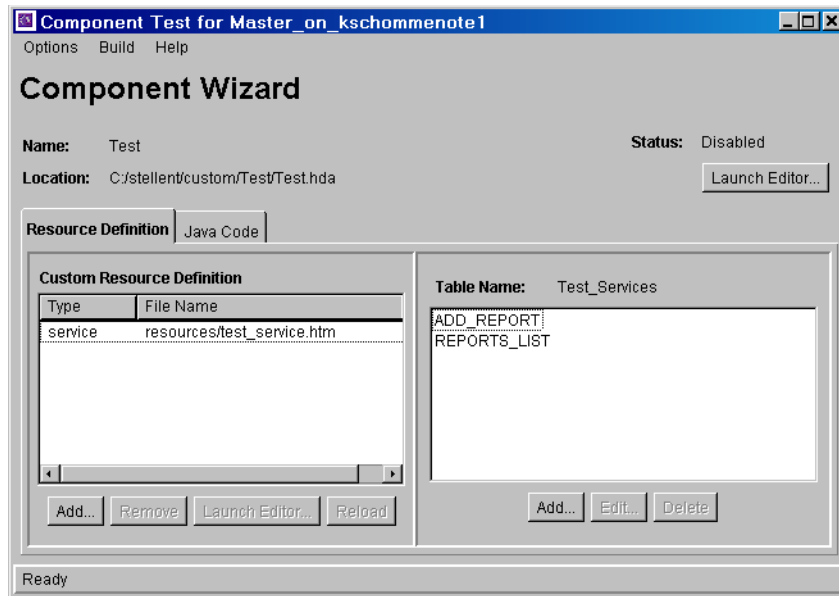 Component Test for Master_on_kschommenote1
Options Build Help
Component Wizard
Name: Test
Status: Disabled
Location: C:/stellent/custom/Test/Test.hda
Launch Editor...
Resource Definition Java Code
Custom Resource Definition
Table Name: Test_Services
Type File Name
service resources/test_service.htm
ADD_REPORT
REPORTS_LIST
Add... Remove Launch Editor... Reload
Add... Edit... Delete
Ready